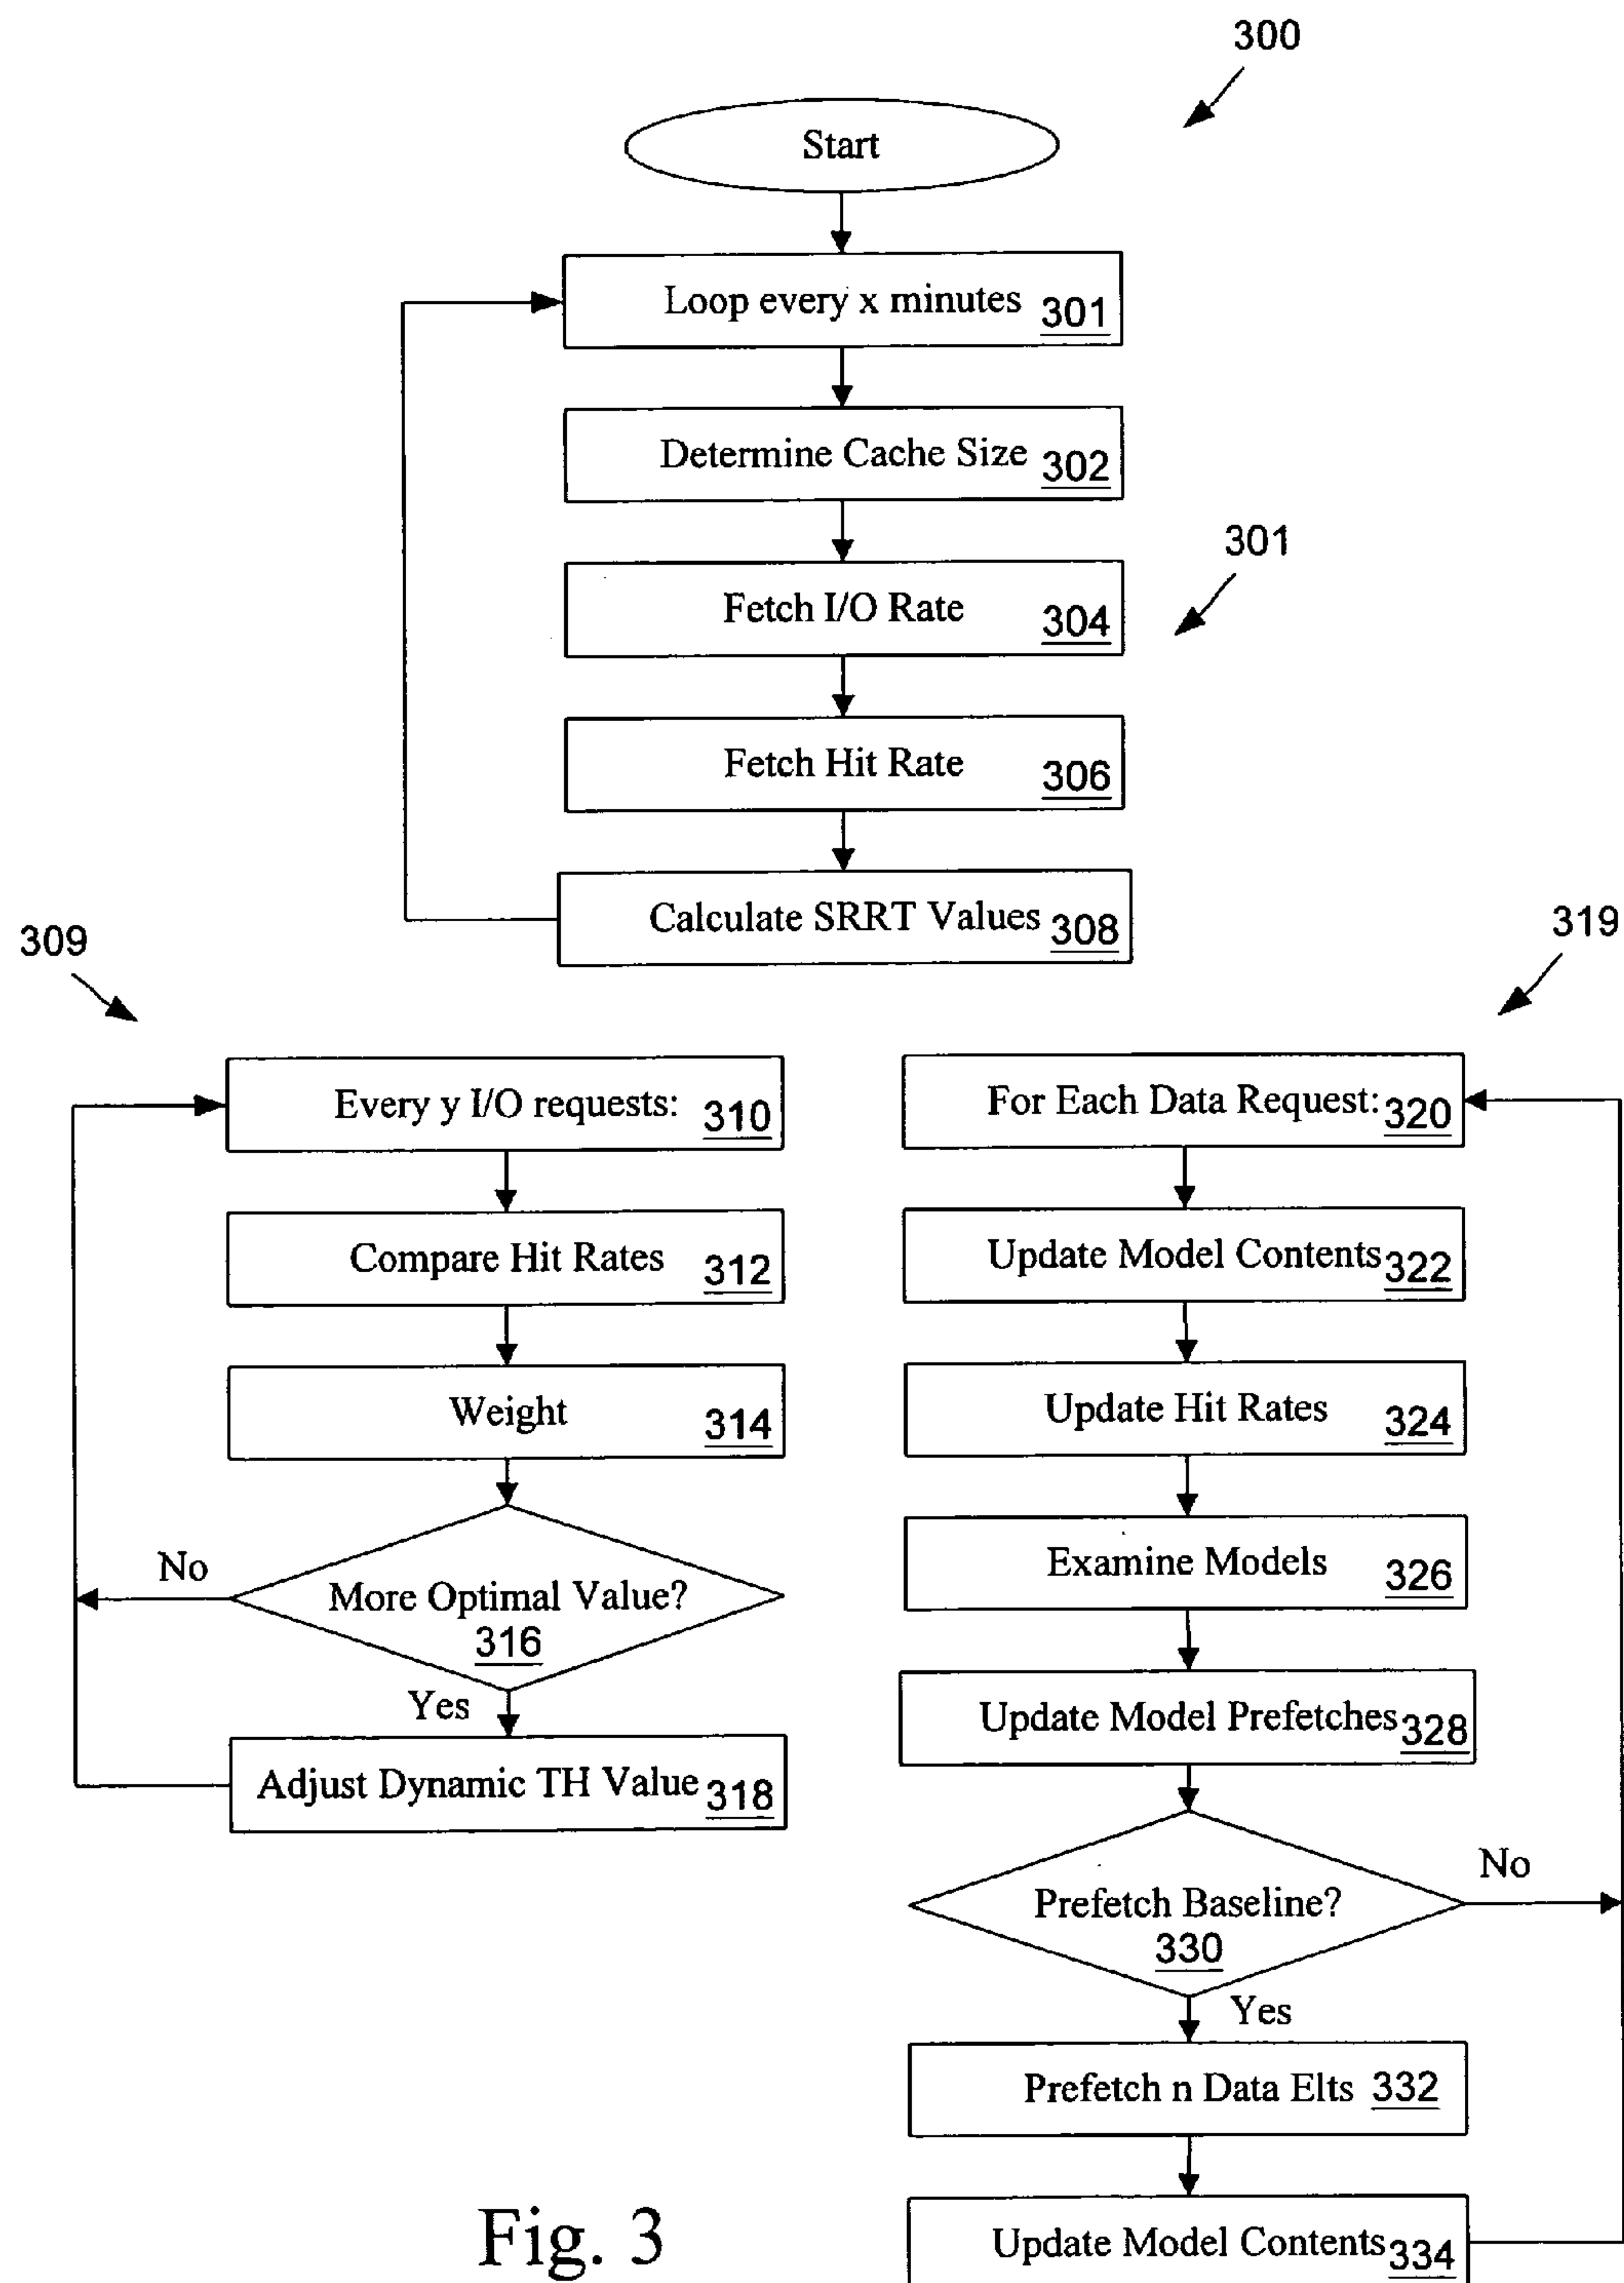 300
Start
Loop every x minutes 301
Determine Cache Size 302
301
Fetch I/O Rate 304
Fetch Hit Rate 306
Calculate SRRT Values 308
309
319
Every y I/O requests: 310
Compare Hit Rates 312
Weight 314
No
More Optimal Value?
316
Yes
Adjust Dynamic TH Value 318
For Each Data Request: 320
Update Model Contents 322
Update Hit Rates 324
Examine Models 326
Update Model Prefetches 328
No
Prefetch Baseline?
330
Yes
Prefetch n Data Elts 332
Update Model Contents 334
Fig. 3